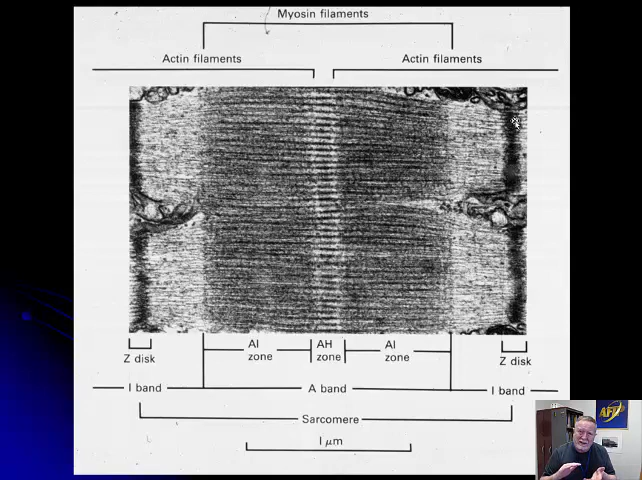 Myosin filaments
Actin filaments
Actin filaments
AI zone
AH zone
AI zone
Z disk
Z disk
I band
A band
I band
Sarcomere
1 µm